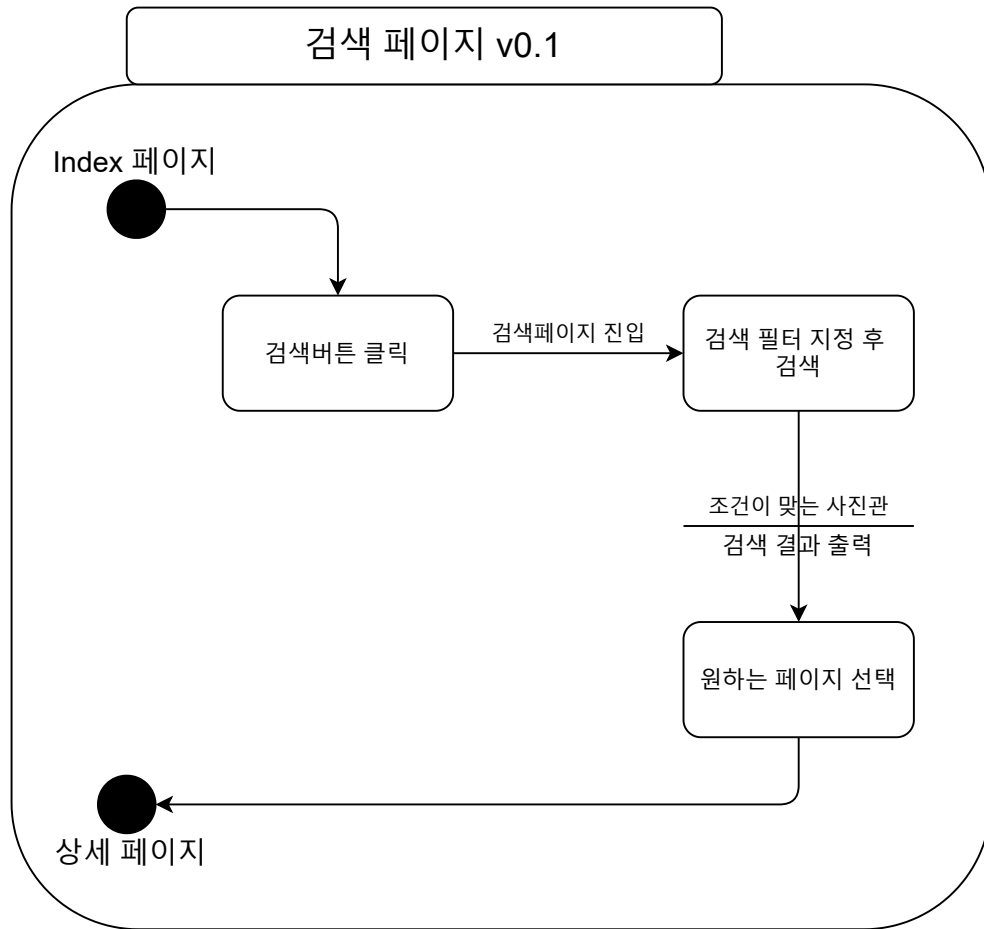 검색 페이지 v0.1
Index 페이지
검색버튼 클릭
검색페이지 진입
검색 필터 지정 후
검색
조건이 맞는 사진관
검색 결과 출력
원하는 페이지 선택
상세 페이지